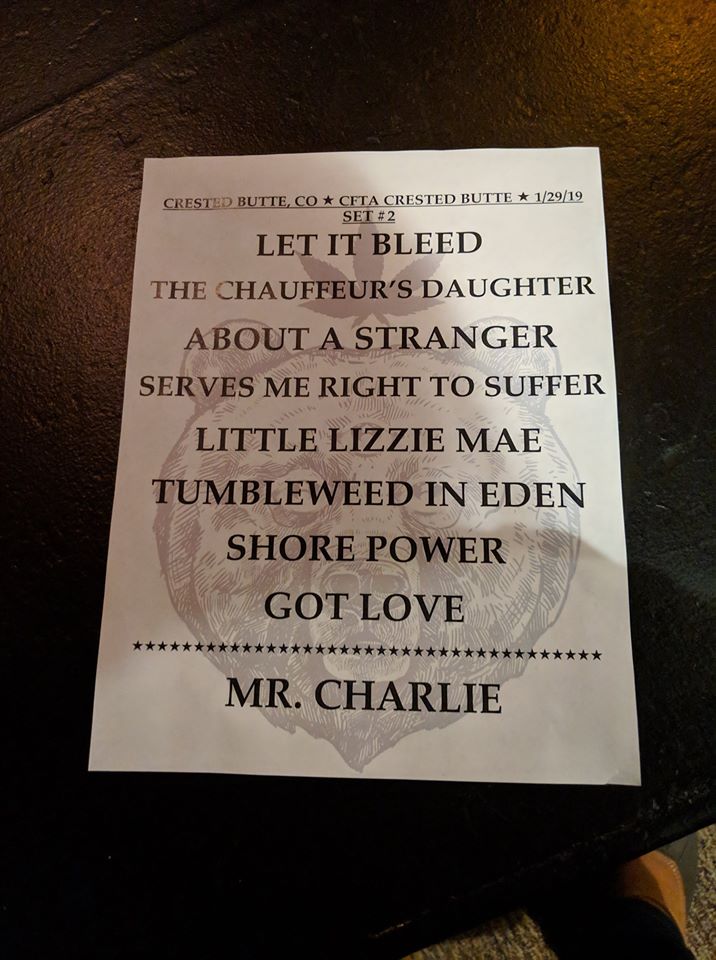 CRESTED BUTTE, CO ★ CFTA CRESTED BUTTE ★ 1/29/19
SET #2
LET IT BLEED
THE CHAUFFEUR'S DAUGHTER
ABOUT A STRANGER
SERVES ME RIGHT TO SUFFER
LITTLE LIZZIE MAE
TUMBLEWEED IN EDEN
SHORE POWER
GOT LOVE
MR. CHARLIE